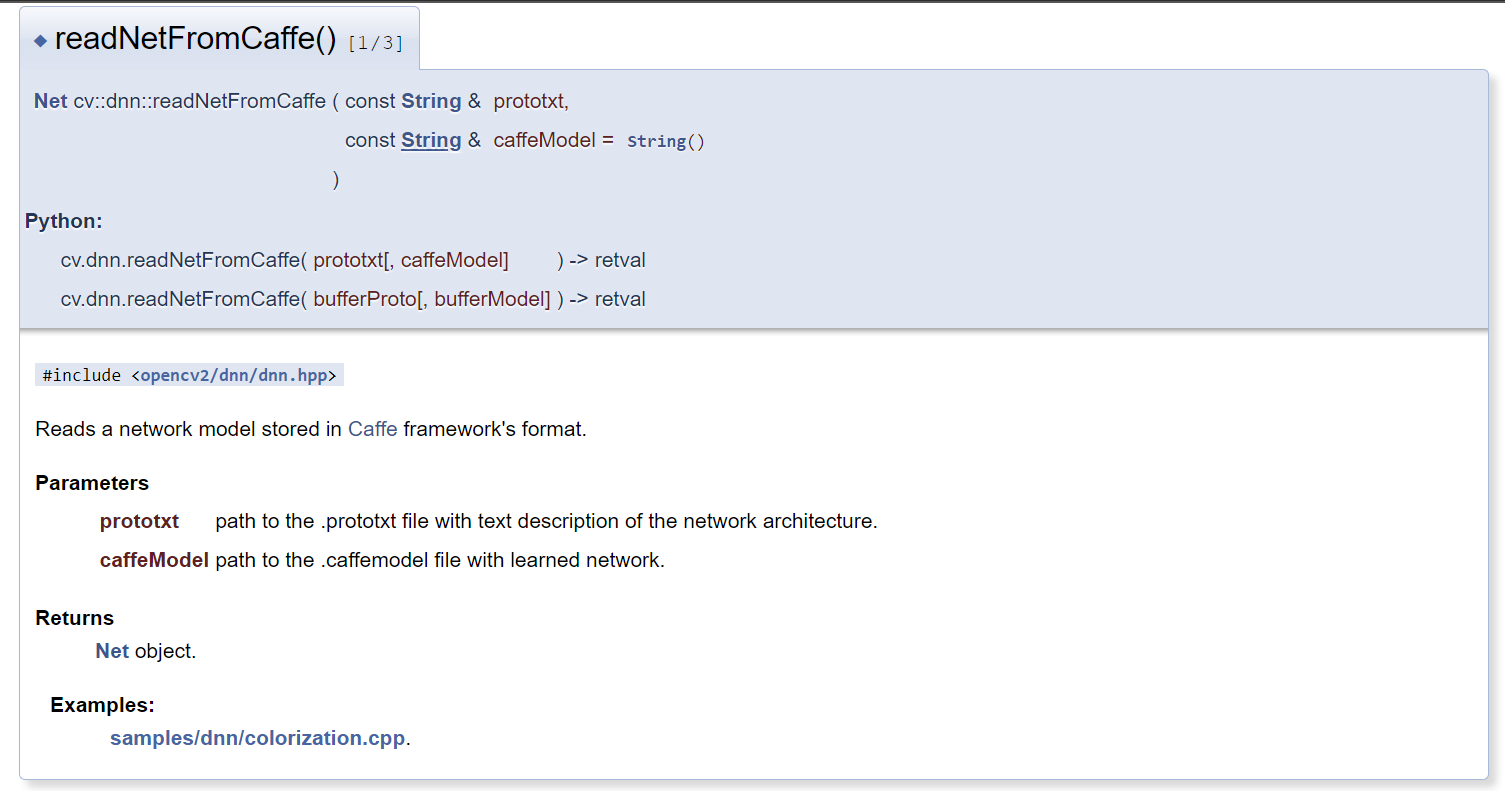 ◆ readNetFromCaffe() [1/3]
Net cv::dnn::readNetFromCaffe ( const String & prototxt,
const String & caffeModel = String()
)
Python:
cv.dnn.readNetFromCaffe( prototxt[, caffeModel] ) -> retval
cv.dnn.readNetFromCaffe( bufferProto[, bufferModel] ) -> retval
#include <opencv2/dnn/dnn.hpp>
Reads a network model stored in Caffe framework's format.
Parameters
prototxt path to the .prototxt file with text description of the network architecture.
caffeModel path to the .caffemodel file with learned network.
Returns
Net object.
Examples:
samples/dnn/colorization.cpp.